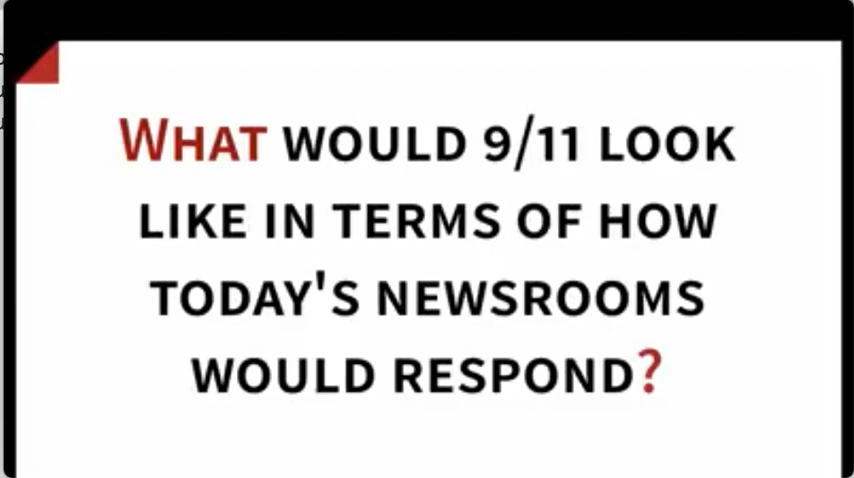 What would 9/11 look
like in terms of how
today's newsrooms
would respond?